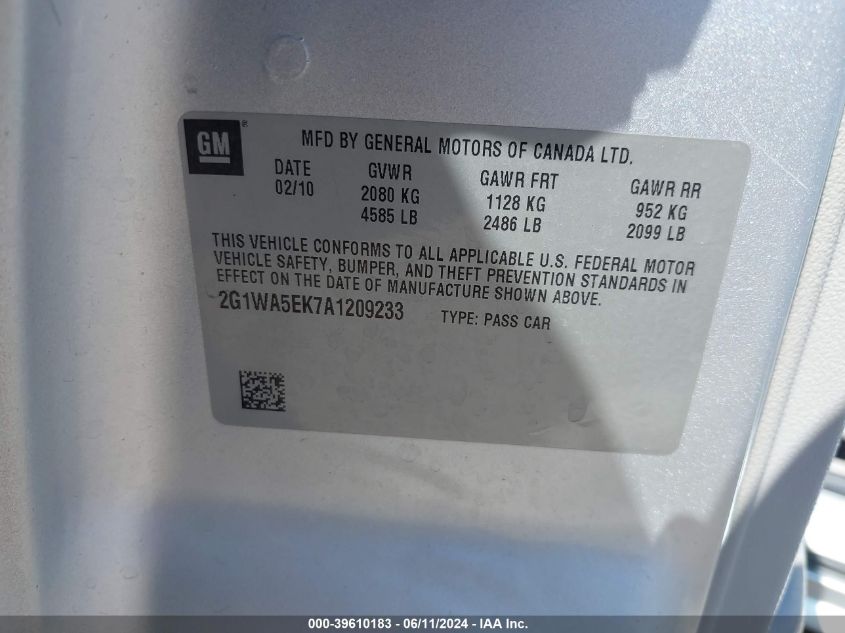 GM ®
MFD BY GENERAL MOTORS OF CANADA LTD.
DATE GVWR GAWR FRT GAWR RR
02/10 2080 KG 1128 KG 952 KG
4585 LB 2486 LB 2099 LB
THIS VEHICLE CONFORMS TO ALL APPLICABLE U.S. FEDERAL MOTOR
VEHICLE SAFETY, BUMPER, AND THEFT PREVENTION STANDARDS IN
EFFECT ON THE DATE OF MANUFACTURE SHOWN ABOVE.
2G1WA5EK7A1209233 TYPE: PASS CAR
000-39610183 - 06/11/2024 - IAA, Inc.